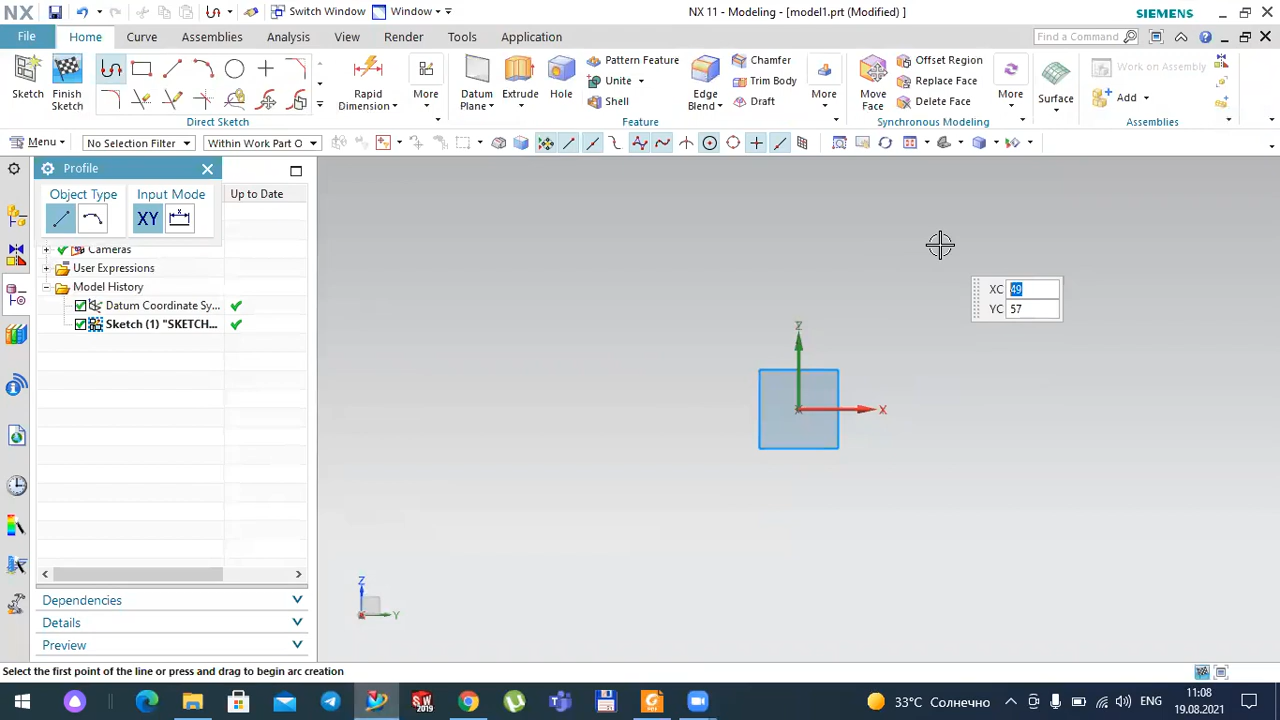 NX
Switch Window
Window
NX 11 - Modeling - [model1.prt (Modified) ]
SIEMENS
File
Home
Curve
Assemblies
Analysis
View
Render
Tools
Application
Find a Command
Sketch
Finish
Sketch
Rapid
Dimension
More
Direct Sketch
Datum
Plane
Extrude
Hole
Pattern Feature
Unite
Shell
Edge
Blend
Chamfer
Trim Body
Draft
More
Feature
Move
Face
Offset Region
Replace Face
Delete Face
More
Synchronous Modeling
Surface
Work on Assembly
Add
Assemblies
Menu
No Selection Filter
Within Work Part O
Profile
Object Type
Input Mode
XY
Up to Date
Cameras
User Expressions
Model History
Datum Coordinate Sy...
Sketch (1) "SKETCH...
Dependencies
Details
Preview
XC 49
YC 57
Z
X
Z
X
Y
Select the first point of the line or press and drag to begin arc creation
SW
2019
33°C Солнечно
ENG
11:08
19.08.2021